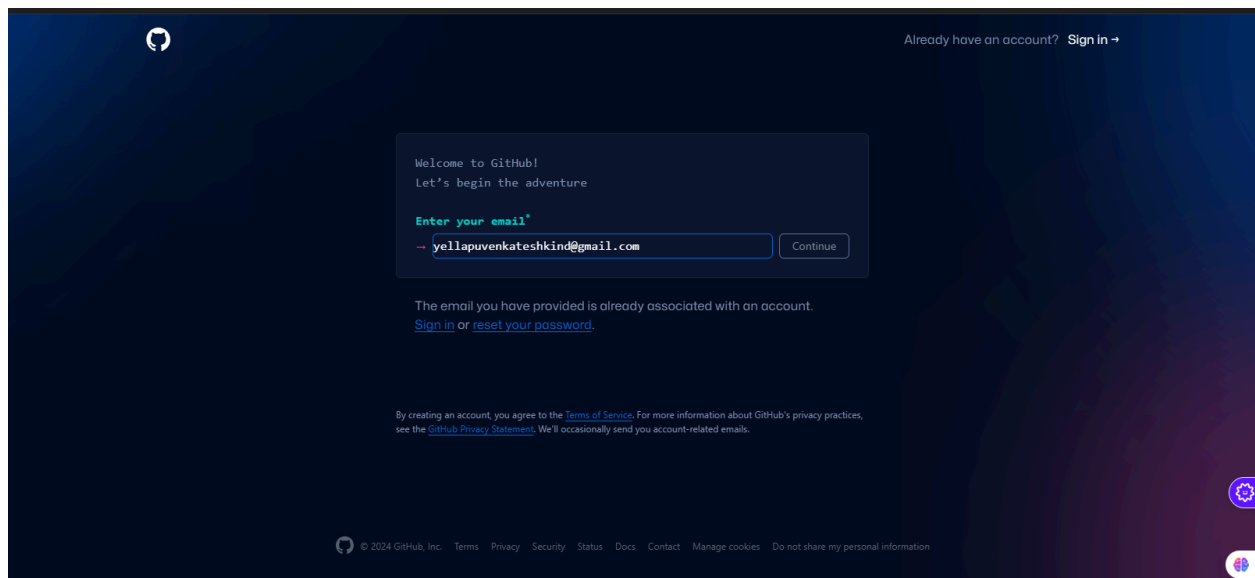 Already have an account? Sign in →
Welcome to GitHub!
Let's begin the adventure
Enter your email*
→ yellapuvenkateshkind@gmail.com Continue
The email you have provided is already associated with an account.
Sign in or reset your password.
By creating an account, you agree to the Terms of Service. For more information about GitHub's privacy practices,
see the GitHub Privacy Statement. We'll occasionally send you account-related emails.
© 2024 GitHub, Inc. Terms Privacy Security Status Docs Contact Manage cookies Do not share my personal information